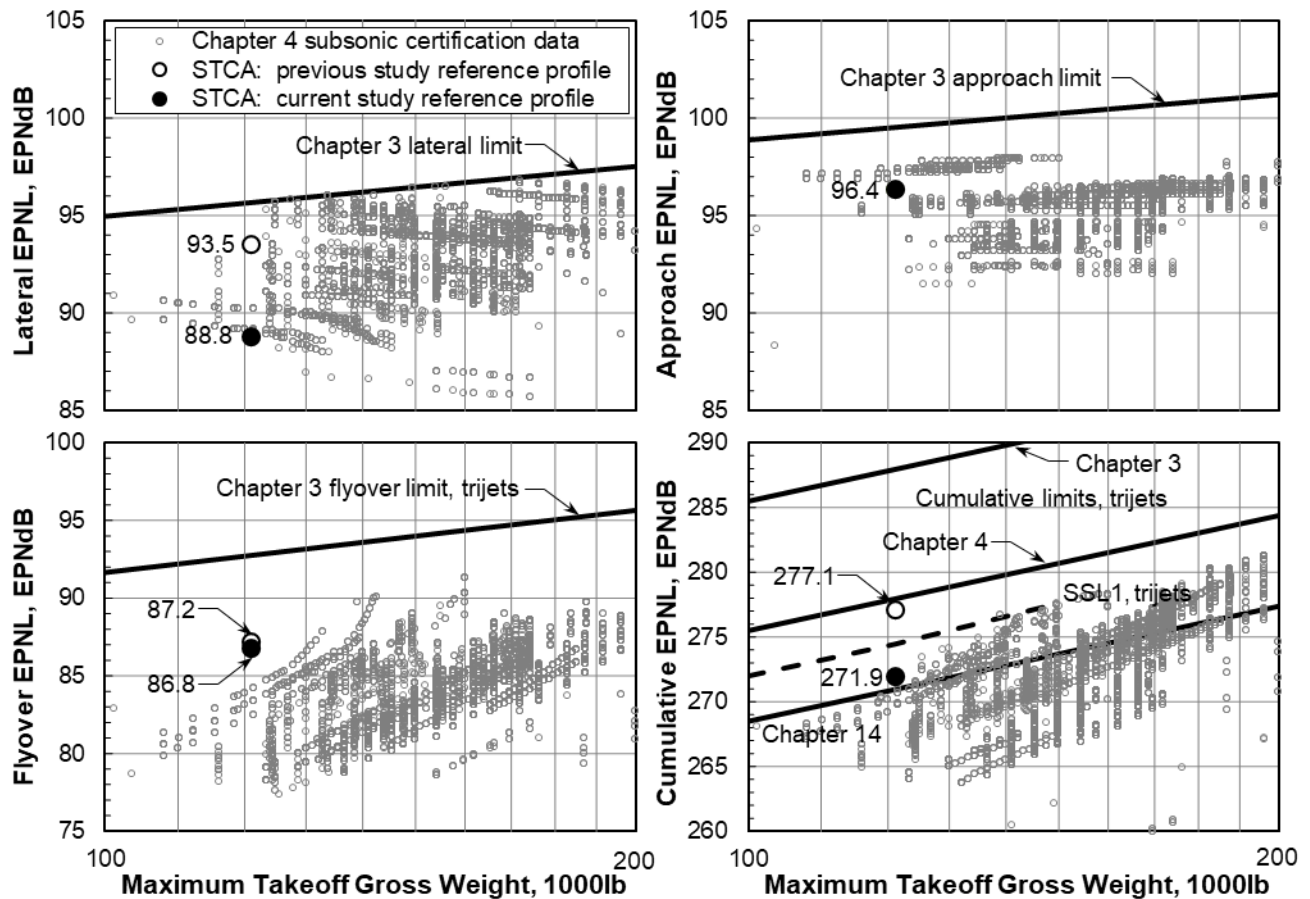 105
100
95
90
85
Lateral EPNL, EPNdB
Chapter 4 subsonic certification data
STCA: previous study reference profile
STCA: current study reference profile
Chapter 3 lateral limit
93.5
88.8
105
100
95
90
85
Approach EPNL, EPNdB
Chapter 3 approach limit
96.4
100
95
90
85
80
75
Flyover EPNL, EPNdB
Chapter 3 flyover limit, trijets
87.2
86.8
100
200
Maximum Takeoff Gross Weight, 1000lb
290
285
280
275
270
265
260
Cumulative EPNL, EPNdB
Chapter 3
Cumulative limits, trijets
Chapter 4
277.1
SSL1, trijets
271.9
Chapter 14
100
200
Maximum Takeoff Gross Weight, 1000lb